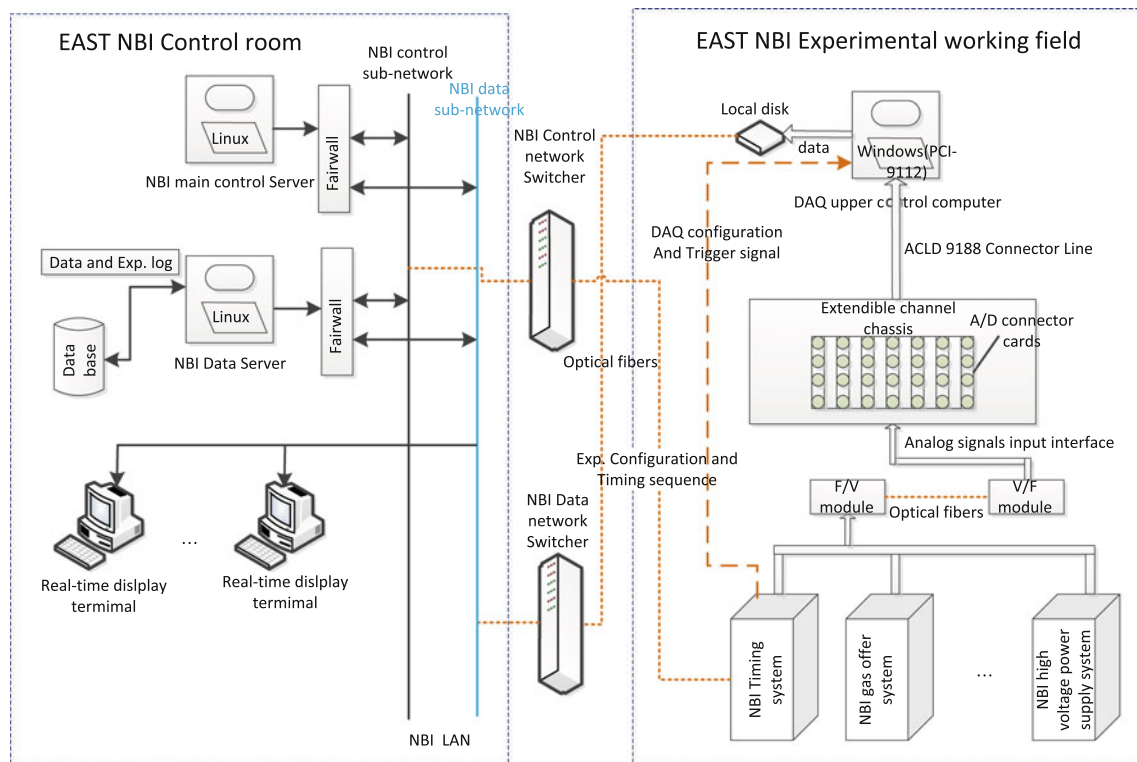 EAST NBI Control room
EAST NBI Experimental working field
NBI control
sub-network
NBI data
sub-network
Linux
NBI main control Server
Fairwall
NBI Control
network
Switcher
Local disk
data
Windows(PCI-
9112)
DAQ upper control computer
DAQ configuration
And Trigger signal
ACLD 9188 Connector Line
Data and Exp. log
Linux
NBI Data Server
Fairwall
Data
base
Optical fibers
Extendible channel
chassis
A/D connector
cards
Analog signals input interface
Exp. Configuration and
Timing sequence
F/V
module
Optical fibers
V/F
module
NBI Data
network
Switcher
...
Real-time dislplay
termimal
Real-time dislplay
termimal
NBI Timing
system
NBI gas offer
system
...
NBI high
voltage power
supply system
NBI LAN